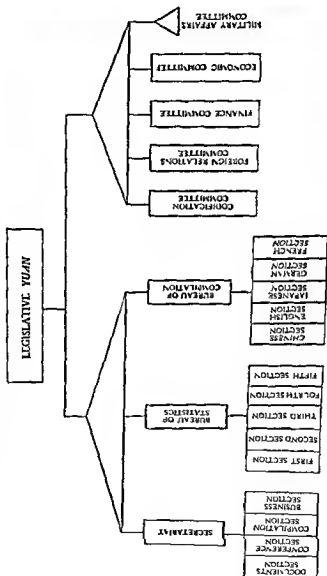 LEGISLATIVE YUAN
MILITARY AFFAIRS
COMMITTEE
ECONOMIC COMMITTEE
FINANCE COMMITTEE
FOREIGN RELATIONS
COMMITTEE
CODIFICATION
COMMITTEE
BUREAU OF
COMPILATION
FRENCH
SECTION
GERMAN
SECTION
JAPANESE
SECTION
ENGLISH
SECTION
CHINESE
SECTION
BUREAU OF
STATISTICS
FIFTH SECTION
FOURTH SECTION
THIRD SECTION
SECOND SECTION
FIRST SECTION
SECRETARIAT
BUSINESS
SECTION
COMPILATION
SECTION
CONFERENCE
SECTION
DOCUMENTS
SECTION